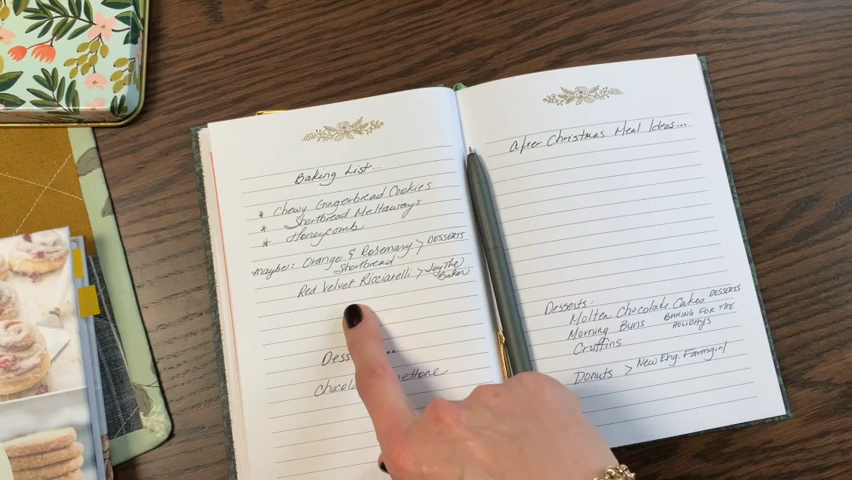 Baking List...
* Chewy Gingerbread Cookies
* Shortbread Meltaways
* Honeycomb
maybe: Orange & Rosemary > DESSERTS
Shortbread
Red Velvet Ricciarelli > Joy The
Baker
After Christmas Meal Ideas...
Desserts:
Molten Chocolate Cakes DESSERTS
Morning Buns BAKING FOR THE
HOLIDAYS
Cruffins
Donuts > New Eng. Farmgirl